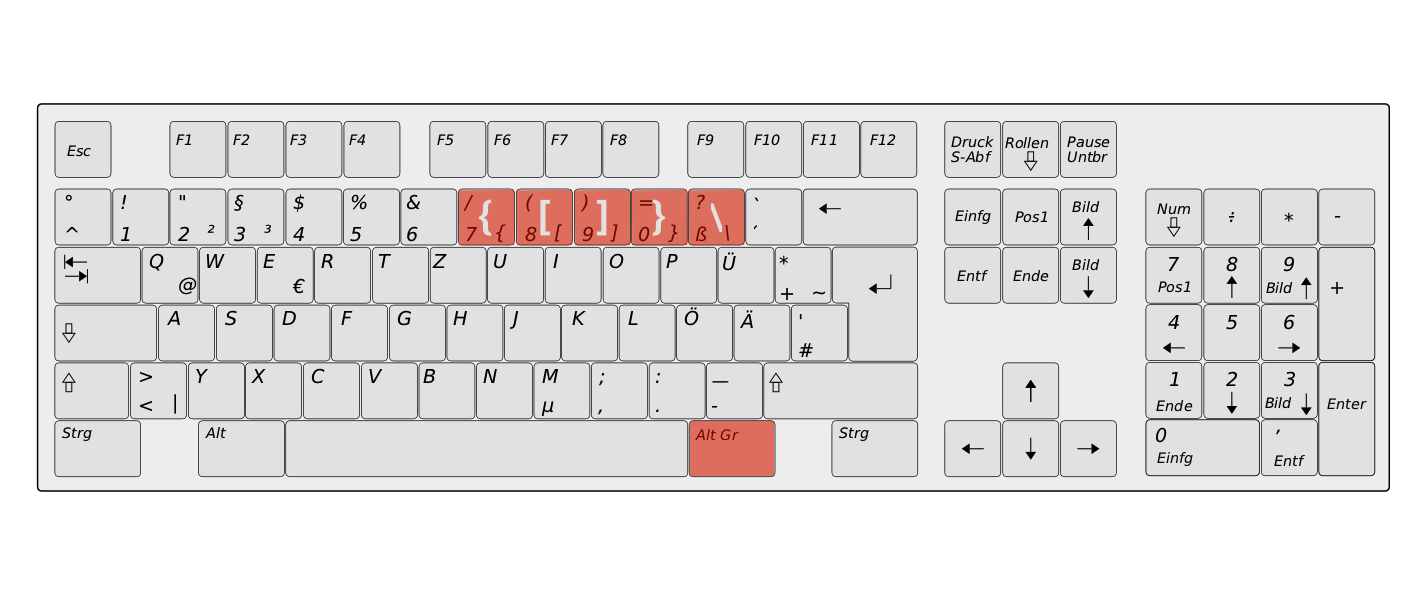 Esc F1 F2 F3 F4 F5 F6 F7 F8 F9 F10 F11 F12 Druck Rollen Pause
S-Abf ⇩ Untbr
° ! " § $ % & / { ( [ ) ] = } ? \ ` ← Einfg Pos1 Bild ↑ Num ⇩ ÷ * -
^ 1 2 ² 3 ³ 4 5 6 7 { 8 [ 9 ] 0 } ß \ ´
⇤ Q W E R T Z U I O P Ü * ↵ Entf Ende Bild ↓ 7 8 9 +
⇥ @ € + ~ Pos1 ↑ Bild ↑
⇩ A S D F G H J K L Ö Ä ' 4 5 6
# ← →
⇧ > Y X C V B N M ; : _ ⇧ ↑ 1 2 3 Enter
< | µ , . - Ende ↓ Bild ↓
Strg Alt Alt Gr Strg ← ↓ → 0 ,
Einfg Entf